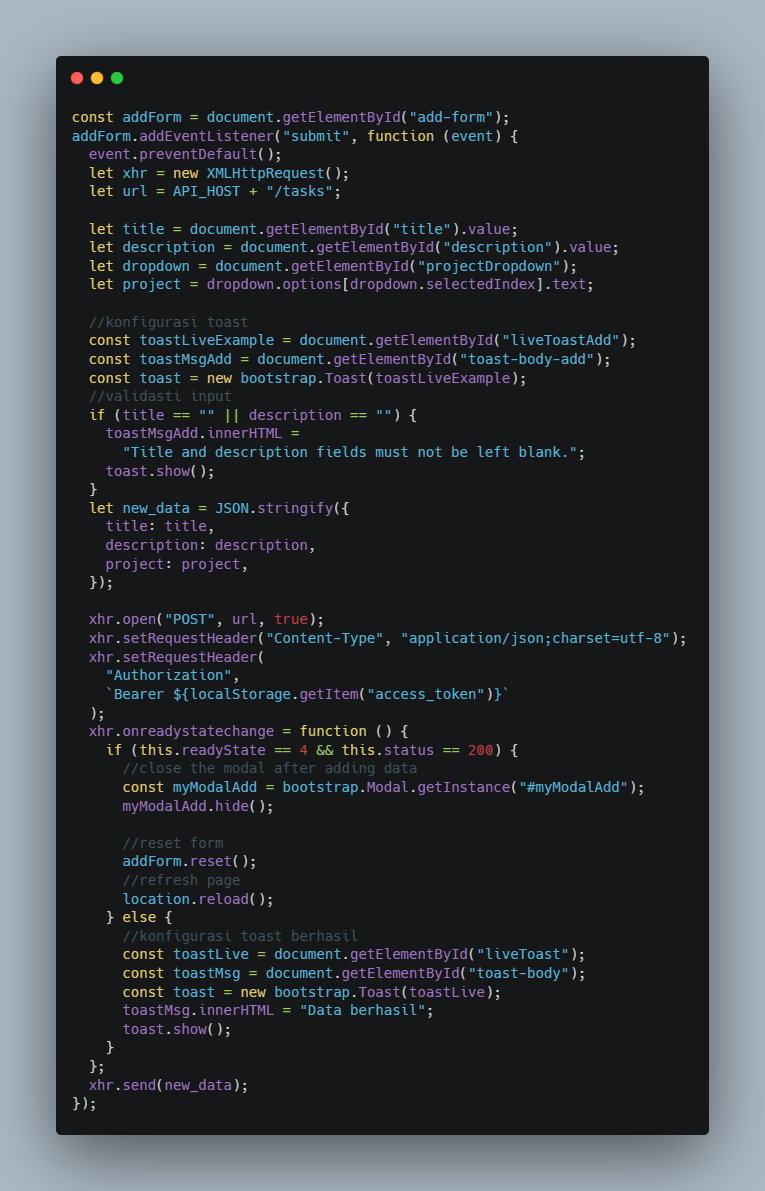 const addForm = document.getElementById("add-form");
addForm.addEventListener("submit", function (event) {
  event.preventDefault();
  let xhr = new XMLHttpRequest();
  let url = API_HOST + "/tasks";

  let title = document.getElementById("title").value;
  let description = document.getElementById("description").value;
  let dropdown = document.getElementById("projectDropdown");
  let project = dropdown.options[dropdown.selectedIndex].text;

  //konfigurasi toast
  const toastLiveExample = document.getElementById("liveToastAdd");
  const toastMsgAdd = document.getElementById("toast-body-add");
  const toast = new bootstrap.Toast(toastLiveExample);
  //validasti input
  if (title == "" || description == "") {
    toastMsgAdd.innerHTML =
      "Title and description fields must not be left blank.";
    toast.show();
  }
  let new_data = JSON.stringify({
    title: title,
    description: description,
    project: project,
  });

  xhr.open("POST", url, true);
  xhr.setRequestHeader("Content-Type", "application/json;charset=utf-8");
  xhr.setRequestHeader(
    "Authorization",
    `Bearer ${localStorage.getItem("access_token")}`
  );
  xhr.onreadystatechange = function () {
    if (this.readyState == 4 && this.status == 200) {
      //close the modal after adding data
      const myModalAdd = bootstrap.Modal.getInstance("#myModalAdd");
      myModalAdd.hide();

      //reset form
      addForm.reset();
      //refresh page
      location.reload();
    } else {
      //konfigurasi toast berhasil
      const toastLive = document.getElementById("liveToast");
      const toastMsg = document.getElementById("toast-body");
      const toast = new bootstrap.Toast(toastLive);
      toastMsg.innerHTML = "Data berhasil";
      toast.show();
    }
  };
  xhr.send(new_data);
});